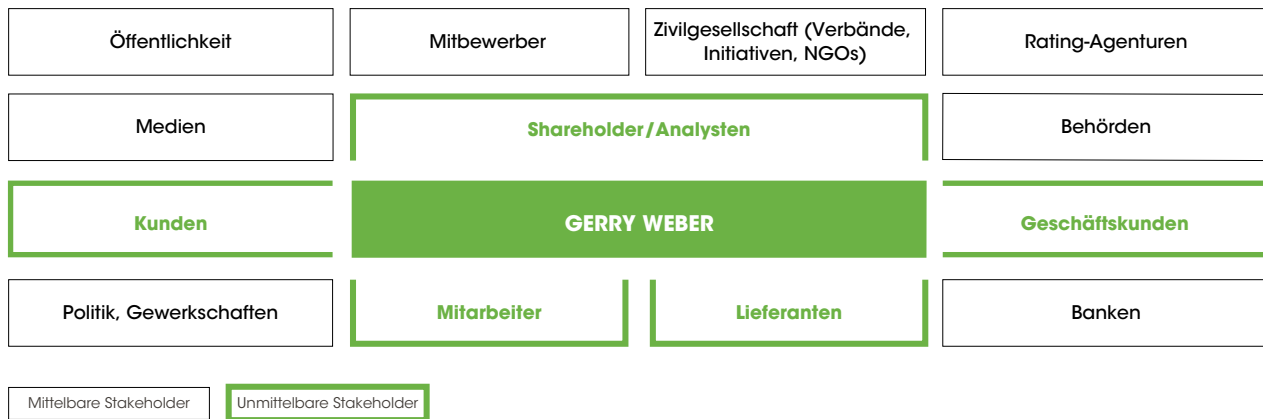 Öffentlichkeit
Mitbewerber
Zivilgesellschaft (Verbände,
Initiativen, NGOs)
Rating-Agenturen
Medien
Shareholder/Analysten
Behörden
Kunden
GERRY WEBER
Geschäftskunden
Politik, Gewerkschaften
Mitarbeiter
Lieferanten
Banken
Mittelbare Stakeholder
Unmittelbare Stakeholder